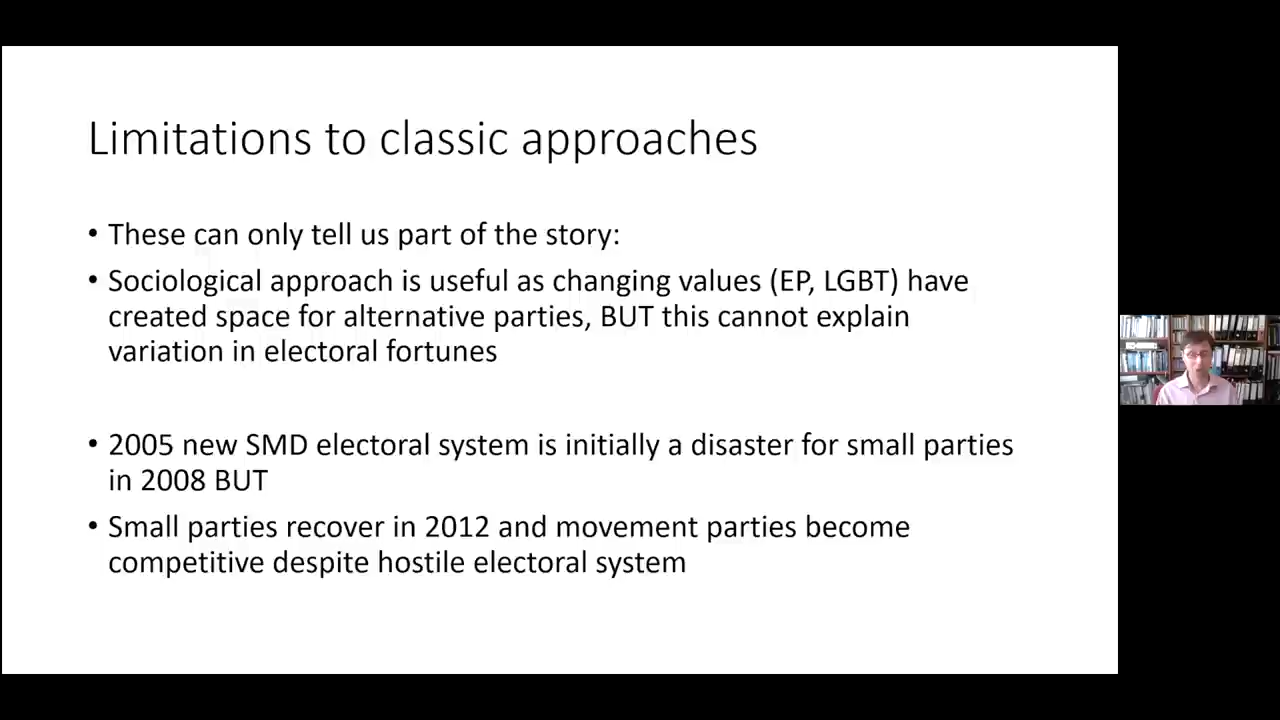 Limitations to classic approaches
• These can only tell us part of the story:
• Sociological approach is useful as changing values (EP, LGBT) have
created space for alternative parties, BUT this cannot explain
variation in electoral fortunes
• 2005 new SMD electoral system is initially a disaster for small parties
in 2008 BUT
• Small parties recover in 2012 and movement parties become
competitive despite hostile electoral system